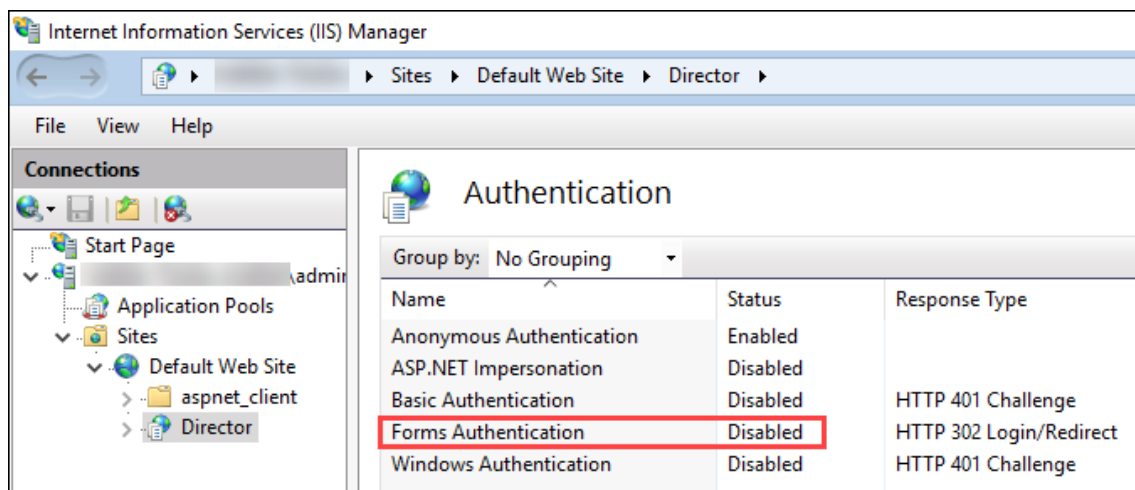 Internet Information Services (IIS) Manager
Sites Default Web Site Director
File View Help
Connections
Start Page
\admin
Application Pools
Sites
Default Web Site
aspnet_client
Director
Authentication
Group by: No Grouping
Name Status Response Type
Anonymous Authentication Enabled
ASP.NET Impersonation Disabled
Basic Authentication Disabled HTTP 401 Challenge
Forms Authentication Disabled HTTP 302 Login/Redirect
Windows Authentication Disabled HTTP 401 Challenge